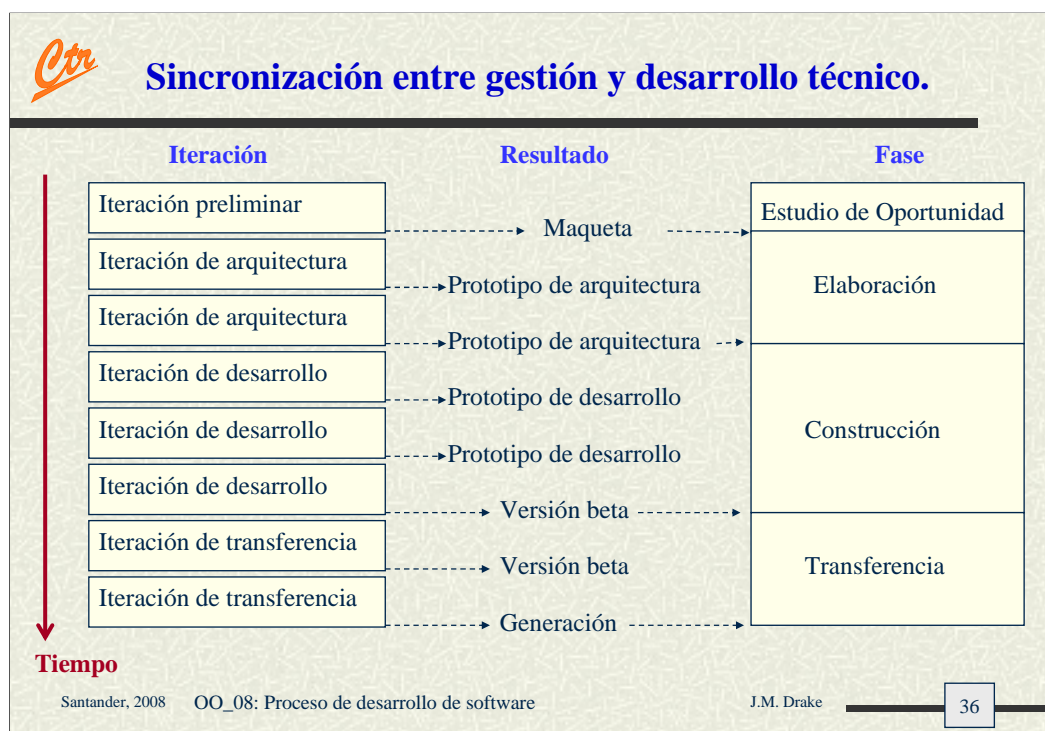 Ctr
Sincronización entre gestión y desarrollo técnico.
Iteración Resultado Fase
Iteración preliminar
Estudio de Oportunidad
Maqueta
Iteración de arquitectura
Prototipo de arquitectura
Elaboración
Iteración de arquitectura
Prototipo de arquitectura
Iteración de desarrollo
Prototipo de desarrollo
Iteración de desarrollo
Construcción
Prototipo de desarrollo
Iteración de desarrollo
Versión beta
Iteración de transferencia
Versión beta
Transferencia
Iteración de transferencia
Generación
Tiempo
Santander, 2008 OO_08: Proceso de desarrollo de software J.M. Drake 36